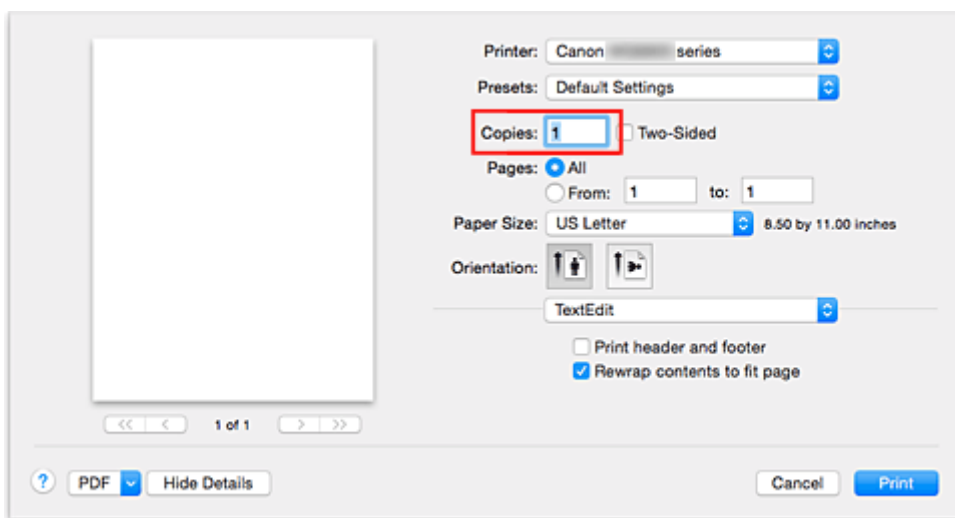 Printer: Canon series
Presets: Default Settings
Copies: 1 Two-Sided
Pages: All
From: 1 to: 1
Paper Size: US Letter 8.50 by 11.00 inches
Orientation:
TextEdit
Print header and footer
Rewrap contents to fit page
<< < 1 of 1 > >>
? PDF Hide Details Cancel Print